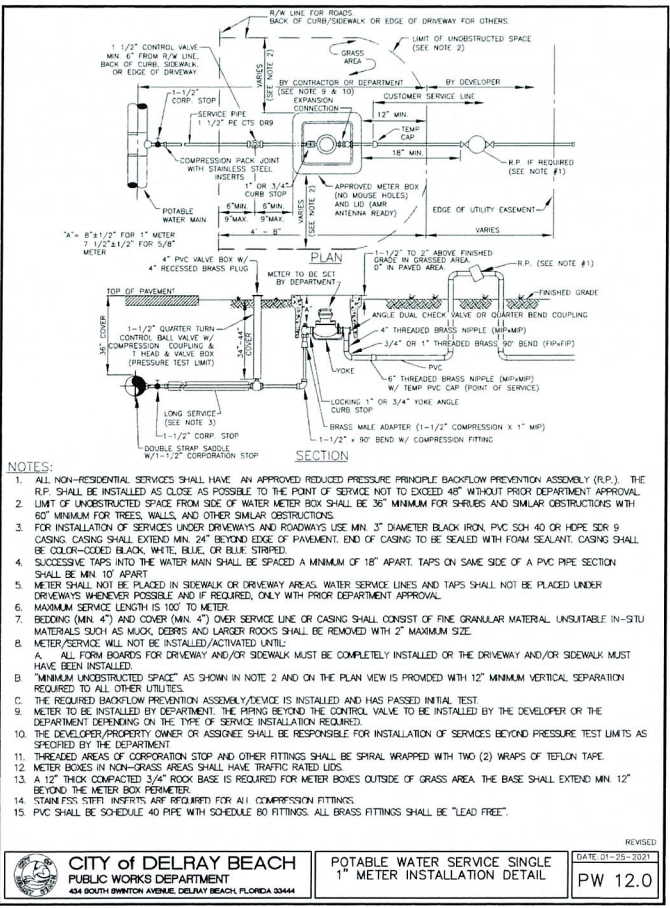 R/W LINE FOR ROADS.
BACK OF CURB/SIDEWALK OR EDGE OF DRIVEWAY FOR OTHERS.
1 1/2" CONTROL VALVE
MIN. 6" FROM R/W LINE,
BACK OF CURB, SIDEWALK,
OR EDGE OF DRIVEWAY.
GRASS
AREA
LIMIT OF UNOBSTRUCTED SPACE
(SEE NOTE 2)
VARIES
(SEE NOTE 2)
BY CONTRACTOR OR DEPARTMENT
(SEE NOTE 9 & 10)
BY DEVELOPER
1-1/2"
CORP. STOP
EXPANSION
CONNECTION
CUSTOMER SERVICE LINE
SERVICE PIPE
1 1/2" PE CTS DR9
12" MIN.
TEMP
CAP
18" MIN.
COMPRESSION PACK JOINT
WITH STAINLESS STEEL
INSERTS
R.P. IF REQUIRED
(SEE NOTE #1)
1" OR 3/4"
CURB STOP
APPROVED METER BOX
(NO MOUSE HOLES)
AND LID (AMR
ANTENNA READY)
POTABLE
WATER MAIN
6"MIN.
9"MAX.
6"MIN.
9"MAX.
VARIES
(SEE NOTE 2)
EDGE OF UTILITY EASEMENT
4' - 8"
VARIES
"A"= 8"±1/2" FOR 1" METER
7 1/2"±1/2" FOR 5/8"
METER
PLAN
4" PVC VALVE BOX W/
4" RECESSED BRASS PLUG
METER TO BE SET
BY DEPARTMENT
1-1/2" TO 2" ABOVE FINISHED
GRADE IN GRASSED AREA.
0" IN PAVED AREA.
R.P. (SEE NOTE #1)
TOP OF PAVEMENT
"A"
FINISHED GRADE
36" COVER
1-1/2" QUARTER TURN
CONTROL BALL VALVE W/
COMPRESSION COUPLING &
T HEAD & VALVE BOX
(PRESSURE TEST LIMIT)
34"-44"
COVER
ANGLE DUAL CHECK VALVE OR QUARTER BEND COUPLING
4" THREADED BRASS NIPPLE (MIPxMIP)
3/4" OR 1" THREADED BRASS 90° BEND (FIPxFIP)
YOKE
PVC
6" THREADED BRASS NIPPLE (MIPxMIP)
W/ TEMP PVC CAP (POINT OF SERVICE)
LONG SERVICE
(SEE NOTE 3)
LOCKING 1" OR 3/4" YOKE ANGLE
CURB STOP
1-1/2" CORP. STOP
BRASS MALE ADAPTER (1-1/2" COMPRESSION X 1" MIP)
1-1/2" x 90° BEND W/ COMPRESSION FITTING
DOUBLE STRAP SADDLE
W/1-1/2" CORPORATION STOP
SECTION
NOTES:
1. ALL NON-RESIDENTIAL SERVICES SHALL HAVE AN APPROVED REDUCED PRESSURE PRINCIPLE BACKFLOW PREVENTION ASSEMBLY (R.P.). THE
R.P. SHALL BE INSTALLED AS CLOSE AS POSSIBLE TO THE POINT OF SERVICE NOT TO EXCEED 48" WITHOUT PRIOR DEPARTMENT APPROVAL
2. LIMIT OF UNOBSTRUCTED SPACE FROM SIDE OF WATER METER BOX SHALL BE 36" MINIMUM FOR SHRUBS AND SIMILAR OBSTRUCTIONS WITH
60" MINIMUM FOR TREES, WALLS, AND OTHER SIMILAR OBSTRUCTIONS.
3. FOR INSTALLATION OF SERVICES UNDER DRIVEWAYS AND ROADWAYS USE MIN. 3" DIAMETER BLACK IRON, PVC SCH 40 OR HDPE SDR 9
CASING. CASING SHALL EXTEND MIN. 24" BEYOND EDGE OF PAVEMENT. END OF CASING TO BE SEALED WITH FOAM SEALANT. CASING SHALL
BE COLOR-CODED BLACK, WHITE, BLUE, OR BLUE STRIPED.
4. SUCCESSIVE TAPS INTO THE WATER MAIN SHALL BE SPACED A MINIMUM OF 18" APART. TAPS ON SAME SIDE OF A PVC PIPE SECTION
SHALL BE MIN. 10' APART
5. METER SHALL NOT BE PLACED IN SIDEWALK OR DRIVEWAY AREAS. WATER SERVICE LINES AND TAPS SHALL NOT BE PLACED UNDER
DRIVEWAYS WHENEVER POSSIBLE AND IF REQUIRED, ONLY WITH PRIOR DEPARTMENT APPROVAL.
6. MAXIMUM SERVICE LENGTH IS 100' TO METER.
7. BEDDING (MIN. 4") AND COVER (MIN. 4") OVER SERVICE LINE OR CASING SHALL CONSIST OF FINE GRANULAR MATERIAL. UNSUITABLE IN-SITU
MATERIALS SUCH AS MUCK, DEBRIS AND LARGER ROCKS SHALL BE REMOVED WITH 2" MAXIMUM SIZE.
8. METER/SERVICE WILL NOT BE INSTALLED/ACTIVATED UNTIL:
A. ALL FORM BOARDS FOR DRIVEWAY AND/OR SIDEWALK MUST BE COMPLETELY INSTALLED OR THE DRIVEWAY AND/OR SIDEWALK MUST
HAVE BEEN INSTALLED.
B. "MINIMUM UNOBSTRUCTED SPACE" AS SHOWN IN NOTE 2 AND ON THE PLAN VIEW IS PROVIDED WITH 12" MINIMUM VERTICAL SEPARATION
REQUIRED TO ALL OTHER UTILITIES.
C. THE REQUIRED BACKFLOW PREVENTION ASSEMBLY/DEVICE IS INSTALLED AND HAS PASSED INITIAL TEST.
9. METER TO BE INSTALLED BY DEPARTMENT. THE PIPING BEYOND THE CONTROL VALVE TO BE INSTALLED BY THE DEVELOPER OR THE
DEPARTMENT DEPENDING ON THE TYPE OF SERVICE INSTALLATION REQUIRED.
10. THE DEVELOPER/PROPERTY OWNER OR ASSIGNEE SHALL BE RESPONSIBLE FOR INSTALLATION OF SERVICES BEYOND PRESSURE TEST LIMITS AS
SPECIFIED BY THE DEPARTMENT.
11. THREADED AREAS OF CORPORATION STOP AND OTHER FITTINGS SHALL BE SPIRAL WRAPPED WITH TWO (2) WRAPS OF TEFLON TAPE.
12. METER BOXES IN NON-GRASS AREAS SHALL HAVE TRAFFIC RATED LIDS.
13. A 12" THICK COMPACTED 3/4" ROCK BASE IS REQUIRED FOR METER BOXES OUTSIDE OF GRASS AREA. THE BASE SHALL EXTEND MIN. 12"
BEYOND THE METER BOX PERIMETER.
14. STAINLESS STEEL INSERTS ARE REQUIRED FOR ALL COMPRESSION FITTINGS.
15. PVC SHALL BE SCHEDULE 40 PIPE WITH SCHEDULE 80 FITTINGS. ALL BRASS FITTINGS SHALL BE "LEAD FREE".
REVISED
CITY of DELRAY BEACH
PUBLIC WORKS DEPARTMENT
434 SOUTH SWINTON AVENUE, DELRAY BEACH, FLORIDA 33444
POTABLE WATER SERVICE SINGLE
1" METER INSTALLATION DETAIL
DATE:01-25-2021
PW 12.0